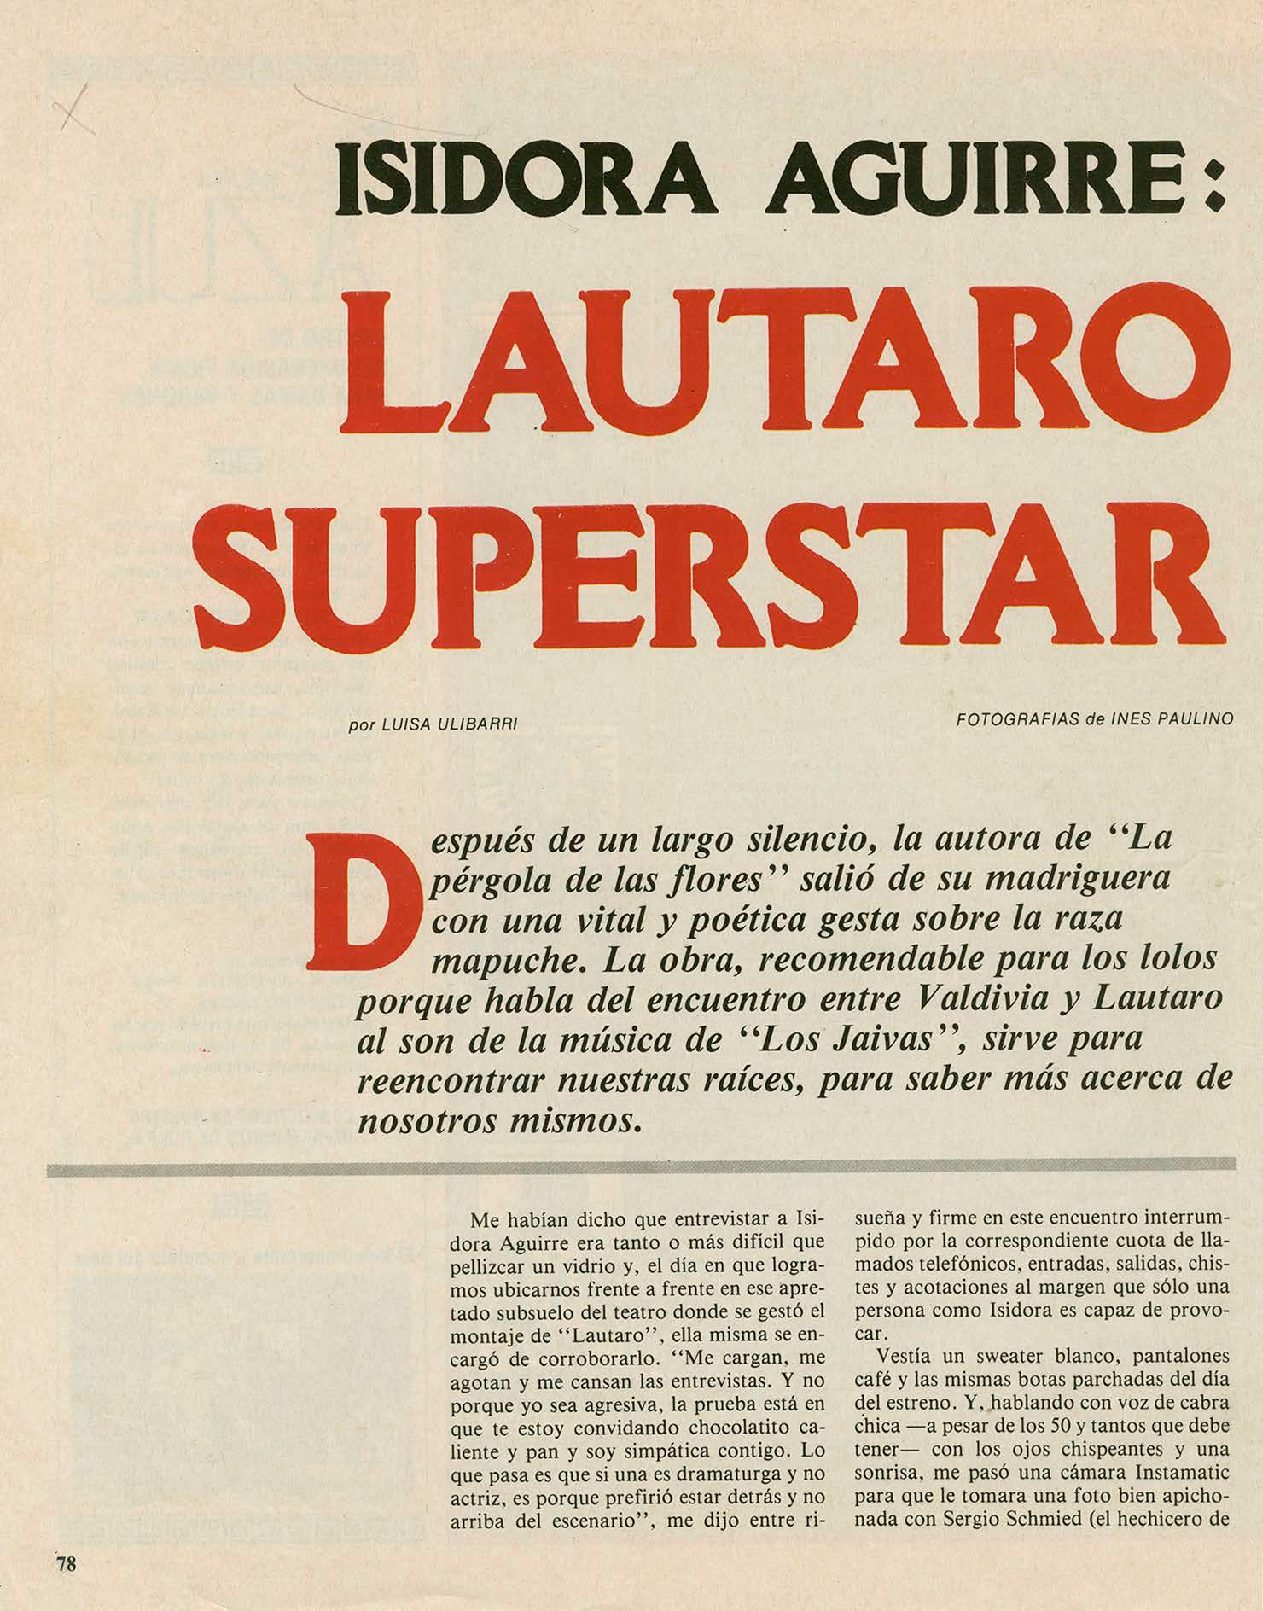 ISIDORA AGUIRRE:
LAUTARO
SUPERSTAR
por LUISA ULIBARRI
FOTOGRAFIAS de INES PAULINO
Después de un largo silencio, la autora de "La
pérgola de las flores" salió de su madriguera
con una vital y poética gesta sobre la raza
mapuche. La obra, recomendable para los lolos
porque habla del encuentro entre Valdivia y Lautaro
al son de la música de "Los Jaivas", sirve para
reencontrar nuestras raíces, para saber más acerca de
nosotros mismos.
Me habían dicho que entrevistar a Isi-
dora Aguirre era tanto o más difícil que
pellizcar un vidrio y, el día en que logra-
mos ubicarnos frente a frente en ese apre-
tado subsuelo del teatro donde se gestó el
montaje de "Lautaro", ella misma se en-
cargó de corroborarlo. "Me cargan, me
agotan y me cansan las entrevistas. Y no
porque yo sea agresiva, la prueba está en
que te estoy convidando chocolatito ca-
liente y pan y soy simpática contigo. Lo
que pasa es que si una es dramaturga y no
actriz, es porque prefirió estar detrás y no
arriba del escenario", me dijo entre ri-
sueña y firme en este encuentro interrum-
pido por la correspondiente cuota de lla-
mados telefónicos, entradas, salidas, chis-
tes y acotaciones al margen que sólo una
persona como Isidora es capaz de provo-
car.
Vestía un sweater blanco, pantalones
café y las mismas botas parchadas del día
del estreno. Y, hablando con voz de cabra
chica —a pesar de los 50 y tantos que debe
tener— con los ojos chispeantes y una
sonrisa, me pasó una cámara Instamatic
para que le tomara una foto bien apicho-
nada con Sergio Schmied (el hechicero de
78